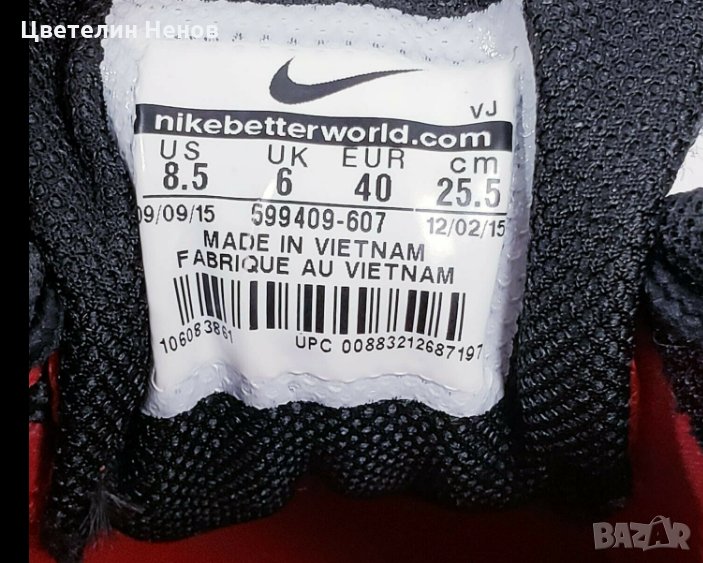 Цветелин Ненов
VJ
nikebetterworld.com
US UK EUR cm
8.5 6 40 25.5
09/09/15 599409-607 12/02/15
MADE IN VIETNAM
FABRIQUE AU VIETNAM
106083861
UPC 00883212687197
BAZAR